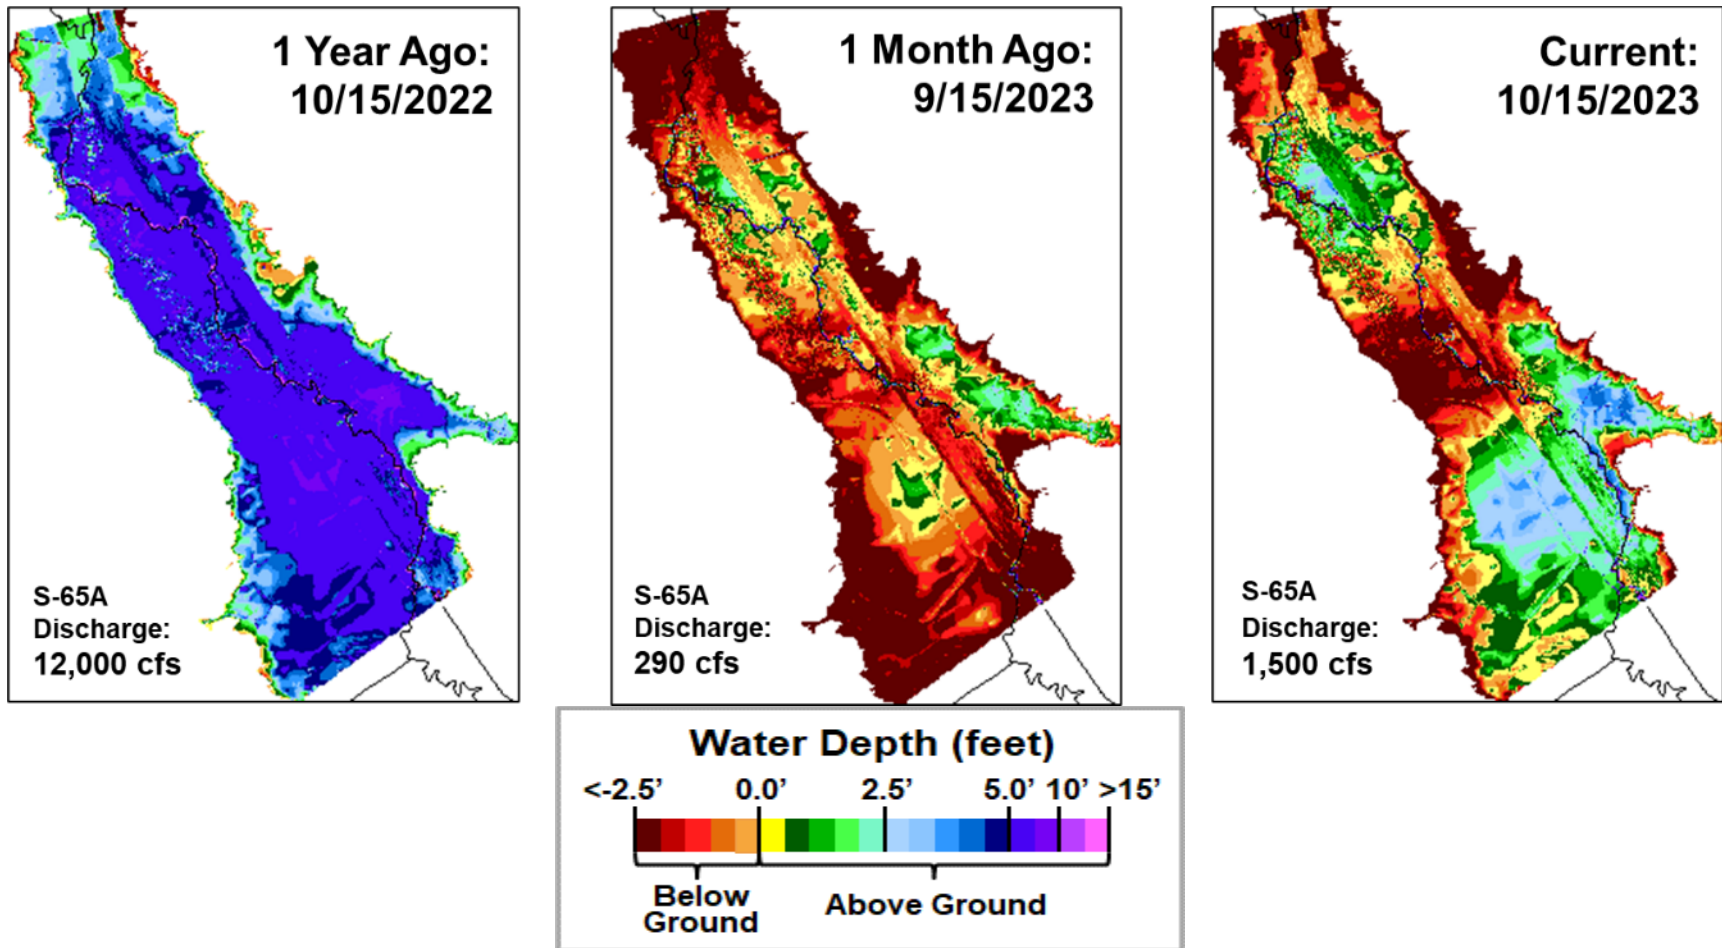 1 Year Ago:
10/15/2022
S-65A
Discharge:
12,000 cfs
1 Month Ago:
9/15/2023
S-65A
Discharge:
290 cfs
Current:
10/15/2023
S-65A
Discharge:
1,500 cfs
Water Depth (feet)
<-2.5’ 0.0’ 2.5’ 5.0’ 10’ >15’
Below
Ground
Above Ground